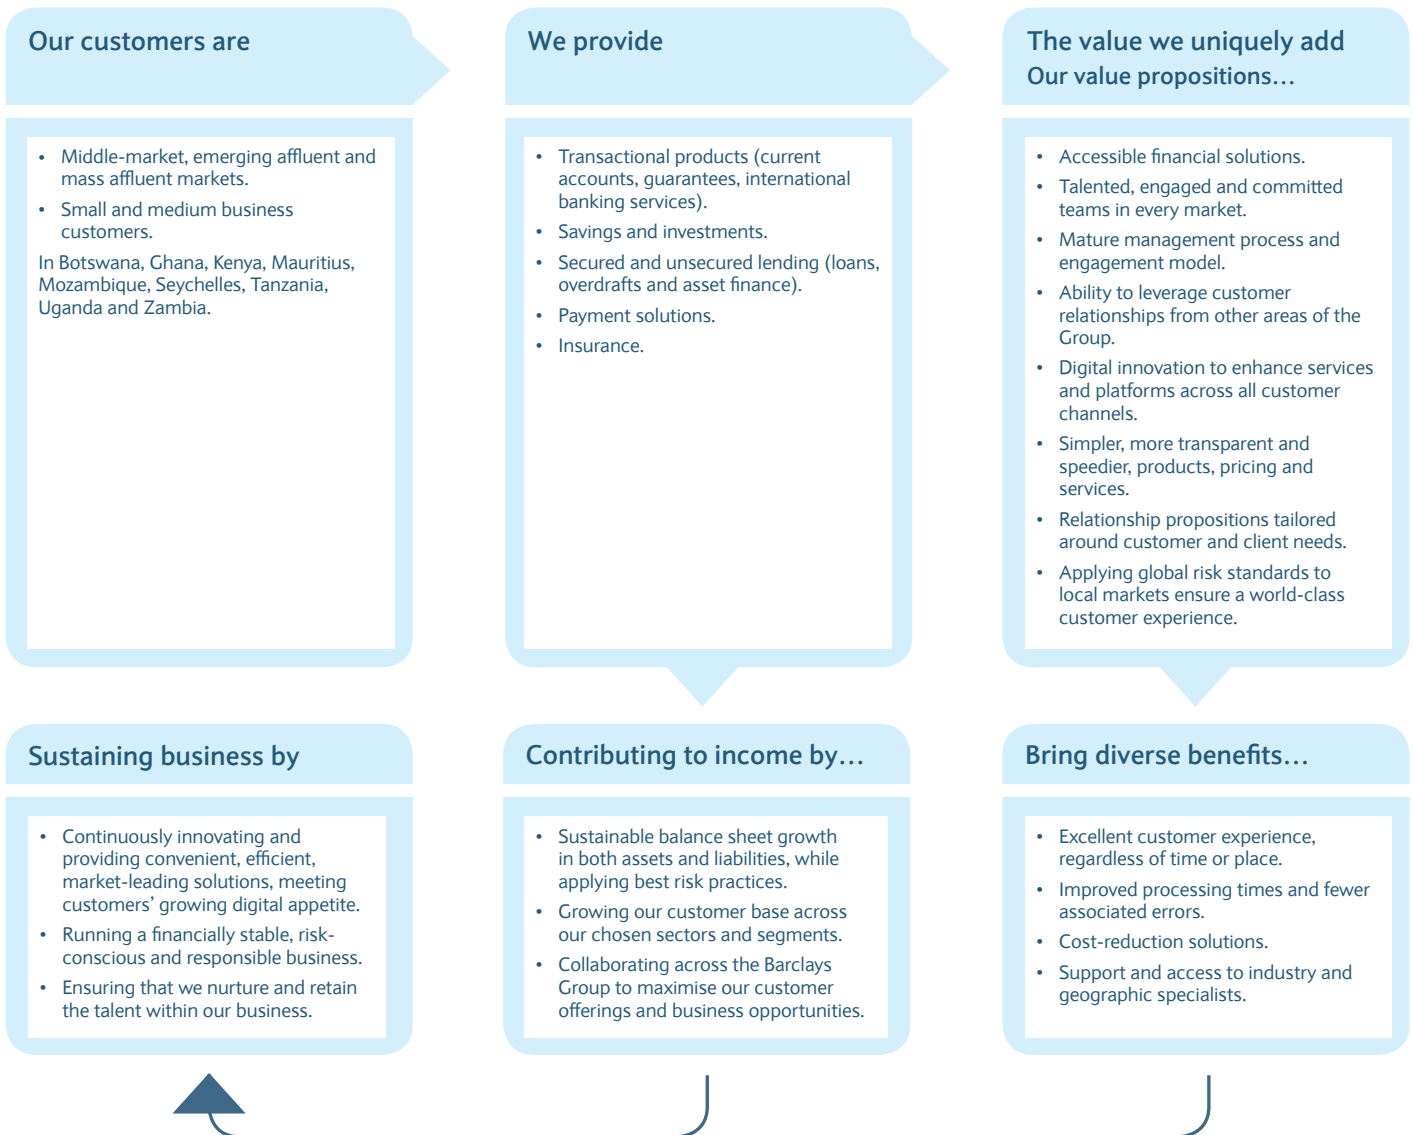 Our customers are
• Middle-market, emerging affluent and
mass affluent markets.
• Small and medium business
customers.
In Botswana, Ghana, Kenya, Mauritius,
Mozambique, Seychelles, Tanzania,
Uganda and Zambia.
We provide
• Transactional products (current
accounts, guarantees, international
banking services).
• Savings and investments.
• Secured and unsecured lending (loans,
overdrafts and asset finance).
• Payment solutions.
• Insurance.
The value we uniquely add
Our value propositions…
• Accessible financial solutions.
• Talented, engaged and committed
teams in every market.
• Mature management process and
engagement model.
• Ability to leverage customer
relationships from other areas of the
Group.
• Digital innovation to enhance services
and platforms across all customer
channels.
• Simpler, more transparent and
speedier, products, pricing and
services.
• Relationship propositions tailored
around customer and client needs.
• Applying global risk standards to
local markets ensure a world-class
customer experience.
Sustaining business by
• Continuously innovating and
providing convenient, efficient,
market-leading solutions, meeting
customers’ growing digital appetite.
• Running a financially stable, risk-
conscious and responsible business.
• Ensuring that we nurture and retain
the talent within our business.
Contributing to income by…
• Sustainable balance sheet growth
in both assets and liabilities, while
applying best risk practices.
• Growing our customer base across
our chosen sectors and segments.
• Collaborating across the Barclays
Group to maximise our customer
offerings and business opportunities.
Bring diverse benefits…
• Excellent customer experience,
regardless of time or place.
• Improved processing times and fewer
associated errors.
• Cost-reduction solutions.
• Support and access to industry and
geographic specialists.